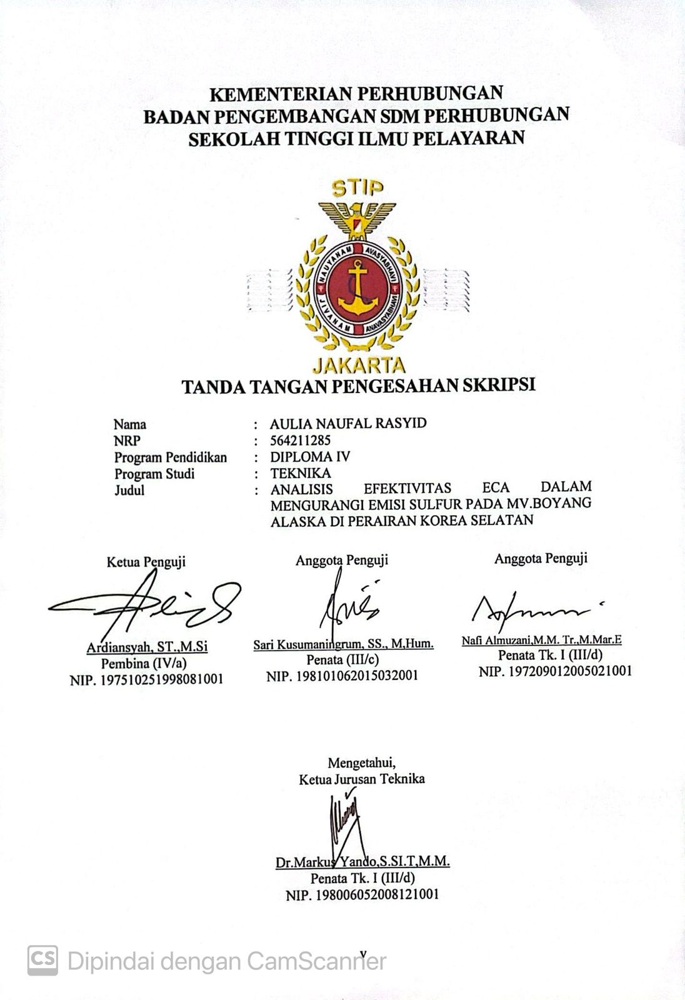 KEMENTERIAN PERHUBUNGAN
BADAN PENGEMBANGAN SDM PERHUBUNGAN
SEKOLAH TINGGI ILMU PELAYARAN
STIP
NAUYANAM AVASYABHAVI
JIVANAM ANAVASYABHAVI
JAKARTA
TANDA TANGAN PENGESAHAN SKRIPSI
Nama : AULIA NAUFAL RASYID
NRP : 564211285
Program Pendidikan : DIPLOMA IV
Program Studi : TEKNIKA
Judul : ANALISIS EFEKTIVITAS ECA DALAM
MENGURANGI EMISI SULFUR PADA MV.BOYANG
ALASKA DI PERAIRAN KOREA SELATAN
Ketua Penguji Anggota Penguji Anggota Penguji
Ardiansyah, ST.,M.Si Sari Kusumaningrum, SS., M,Hum. Nafi Almuzani,M.M. Tr.,M.Mar.E
Pembina (IV/a) Penata (III/c) Penata Tk. I (III/d)
NIP. 197510251998081001 NIP. 198101062015032001 NIP. 197209012005021001
Mengetahui,
Ketua Jurusan Teknika
Dr.Markus Yando,S.SI.T,M.M.
Penata Tk. I (III/d)
NIP. 198006052008121001
v
CS Dipindai dengan CamScanner